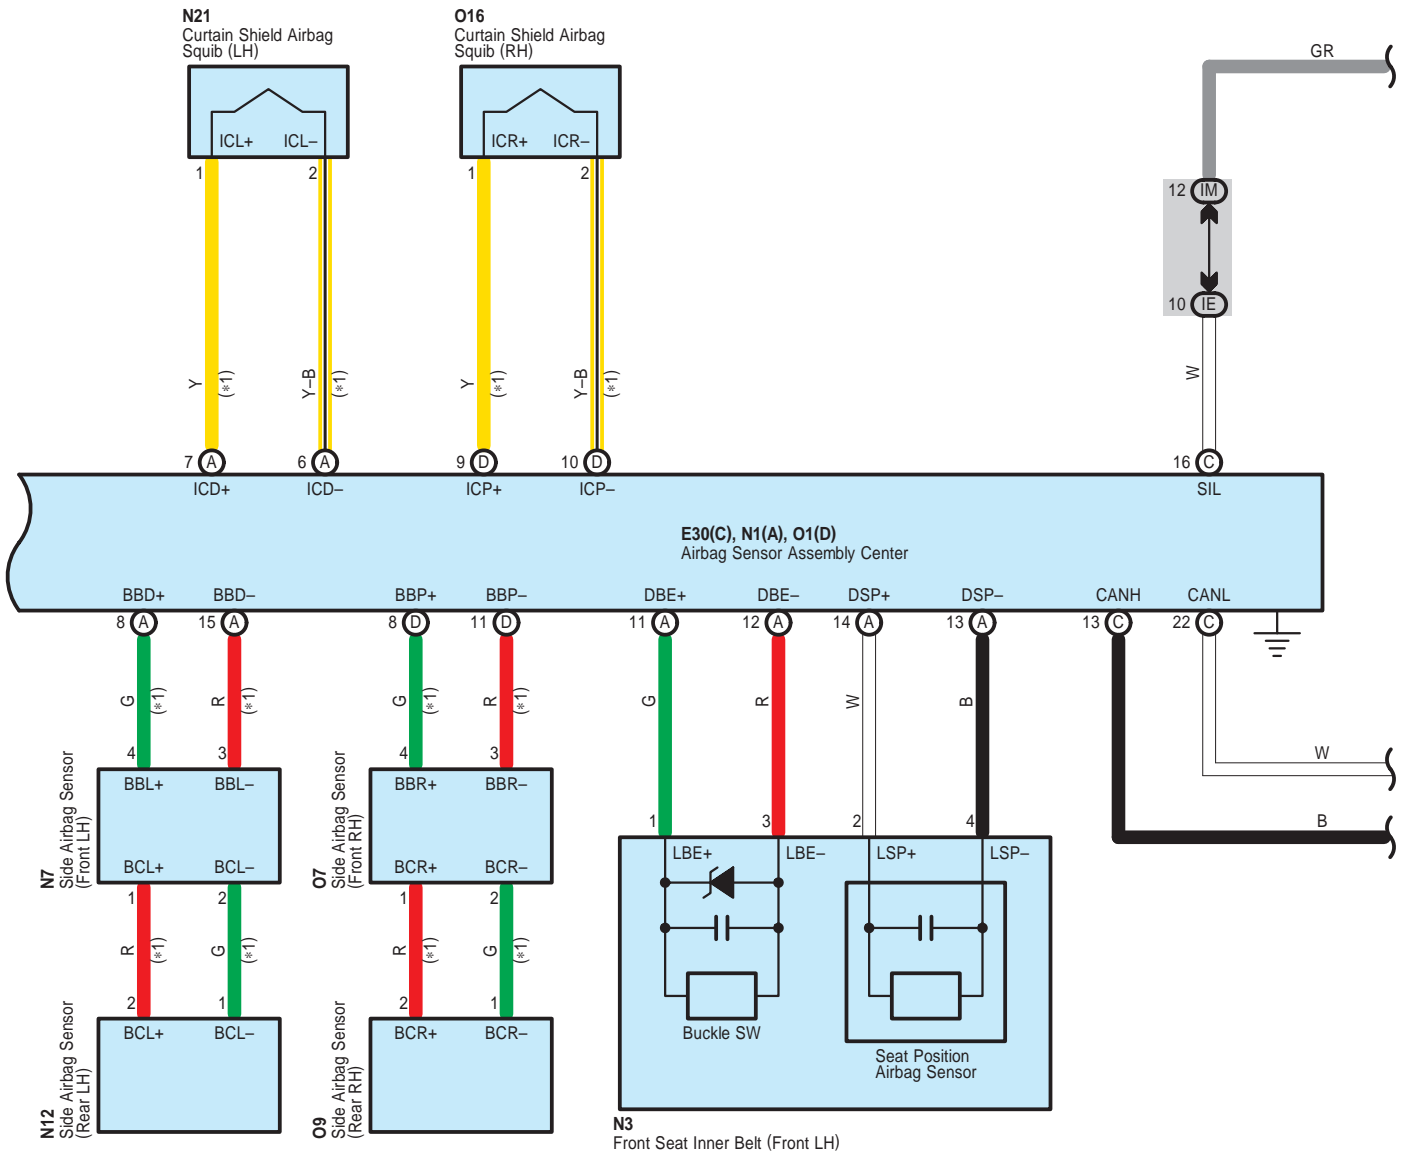 N21
Curtain Shield Airbag
Squib (LH)
O16
Curtain Shield Airbag
Squib (RH)
GR
ICL+ ICL–
ICR+ ICR–
1 2
1 2
12 IM
10 IE
Y (*1)
Y–B (*1)
Y (*1)
Y–B (*1)
W
7 A
6 A
9 D
10 D
16 C
ICD+ ICD– ICP+ ICP– SIL
E30(C), N1(A), O1(D)
Airbag Sensor Assembly Center
BBD+ BBD– BBP+ BBP– DBE+ DBE– DSP+ DSP– CANH CANL
8 A
15 A
8 D
11 D
11 A
12 A
14 A
13 A
13 C
22 C
G (*1)
R (*1)
G (*1)
R (*1)
G
R
W
B
W
B
4 3
4 3
1 3 2 4
N7
Side Airbag Sensor
(Front LH)
BBL+ BBL–
BCL+ BCL–
O7
Side Airbag Sensor
(Front RH)
BBR+ BBR–
BCR+ BCR–
LBE+ LBE– LSP+ LSP–
1 2
1 2
R (*1)
G (*1)
R (*1)
G (*1)
2 1
2 1
N12
Side Airbag Sensor
(Rear LH)
BCL+ BCL–
O9
Side Airbag Sensor
(Rear RH)
BCR+ BCR–
Buckle SW
Seat Position
Airbag Sensor
N3
Front Seat Inner Belt (Front LH)